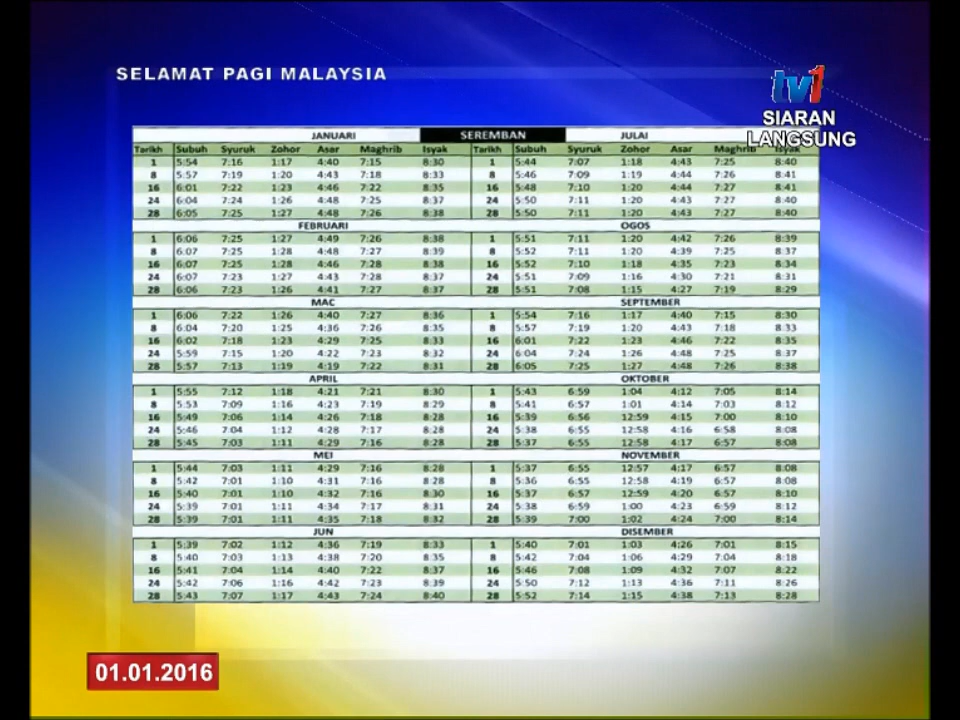 SELAMAT PAGI MALAYSIA
tv1
SIARAN
LANGSUNG
JANUARI SEREMBAN JULAI
Tarikh Subuh Syuruk Zohor Asar Maghrib Isyak Tarikh Subuh Syuruk Zohor Asar Maghrib Isyak
1 5:54 7:16 1:17 4:40 7:15 8:30 1 5:44 7:07 1:18 4:43 7:25 8:40
8 5:57 7:19 1:20 4:43 7:18 8:33 8 5:46 7:09 1:19 4:44 7:26 8:41
16 6:01 7:22 1:23 4:46 7:22 8:35 16 5:48 7:10 1:20 4:44 7:27 8:41
24 6:04 7:24 1:26 4:48 7:25 8:37 24 5:50 7:11 1:20 4:43 7:27 8:40
28 6:05 7:25 1:27 4:48 7:26 8:38 28 5:50 7:11 1:20 4:43 7:27 8:40
FEBRUARI OGOS
1 6:06 7:25 1:27 4:49 7:26 8:38 1 5:51 7:11 1:20 4:42 7:26 8:39
8 6:07 7:25 1:28 4:48 7:27 8:39 8 5:52 7:11 1:20 4:39 7:25 8:37
16 6:07 7:25 1:28 4:46 7:28 8:38 16 5:52 7:10 1:18 4:35 7:23 8:34
24 6:07 7:23 1:27 4:43 7:28 8:37 24 5:51 7:09 1:16 4:30 7:21 8:31
28 6:06 7:23 1:26 4:41 7:27 8:37 28 5:51 7:08 1:15 4:27 7:19 8:29
MAC SEPTEMBER
1 6:06 7:22 1:26 4:40 7:27 8:36 1 5:54 7:16 1:17 4:40 7:15 8:30
8 6:04 7:20 1:25 4:36 7:26 8:35 8 5:57 7:19 1:20 4:43 7:18 8:33
16 6:02 7:18 1:23 4:29 7:25 8:33 16 6:01 7:22 1:23 4:46 7:22 8:35
24 5:59 7:15 1:20 4:22 7:23 8:32 24 6:04 7:24 1:26 4:48 7:25 8:37
28 5:57 7:13 1:19 4:19 7:22 8:31 28 6:05 7:25 1:27 4:48 7:26 8:38
APRIL OKTOBER
1 5:55 7:12 1:18 4:21 7:21 8:30 1 5:43 6:59 1:04 4:12 7:05 8:14
8 5:53 7:09 1:16 4:23 7:19 8:29 8 5:41 6:57 1:01 4:14 7:03 8:12
16 5:49 7:06 1:14 4:26 7:18 8:28 16 5:39 6:56 12:59 4:15 7:00 8:10
24 5:46 7:04 1:12 4:28 7:17 8:28 24 5:38 6:55 12:58 4:16 6:58 8:08
28 5:45 7:03 1:11 4:29 7:16 8:28 28 5:37 6:55 12:58 4:17 6:57 8:08
MEI NOVEMBER
1 5:44 7:03 1:11 4:29 7:16 8:28 1 5:37 6:55 12:57 4:17 6:57 8:08
8 5:42 7:01 1:10 4:31 7:16 8:28 8 5:36 6:55 12:58 4:19 6:57 8:08
16 5:40 7:01 1:10 4:32 7:16 8:30 16 5:37 6:57 12:59 4:20 6:57 8:10
24 5:39 7:01 1:11 4:34 7:17 8:31 24 5:38 6:59 1:00 4:23 6:59 8:12
28 5:39 7:01 1:11 4:35 7:18 8:32 28 5:39 7:00 1:02 4:24 7:00 8:14
JUN DISEMBER
1 5:39 7:02 1:12 4:36 7:19 8:33 1 5:40 7:01 1:03 4:26 7:01 8:15
8 5:40 7:03 1:13 4:38 7:20 8:35 8 5:42 7:04 1:06 4:29 7:04 8:18
16 5:41 7:04 1:14 4:40 7:22 8:37 16 5:46 7:08 1:09 4:32 7:07 8:22
24 5:42 7:06 1:16 4:42 7:23 8:39 24 5:50 7:12 1:13 4:36 7:11 8:26
28 5:43 7:07 1:17 4:43 7:24 8:40 28 5:52 7:14 1:15 4:38 7:13 8:28
01.01.2016